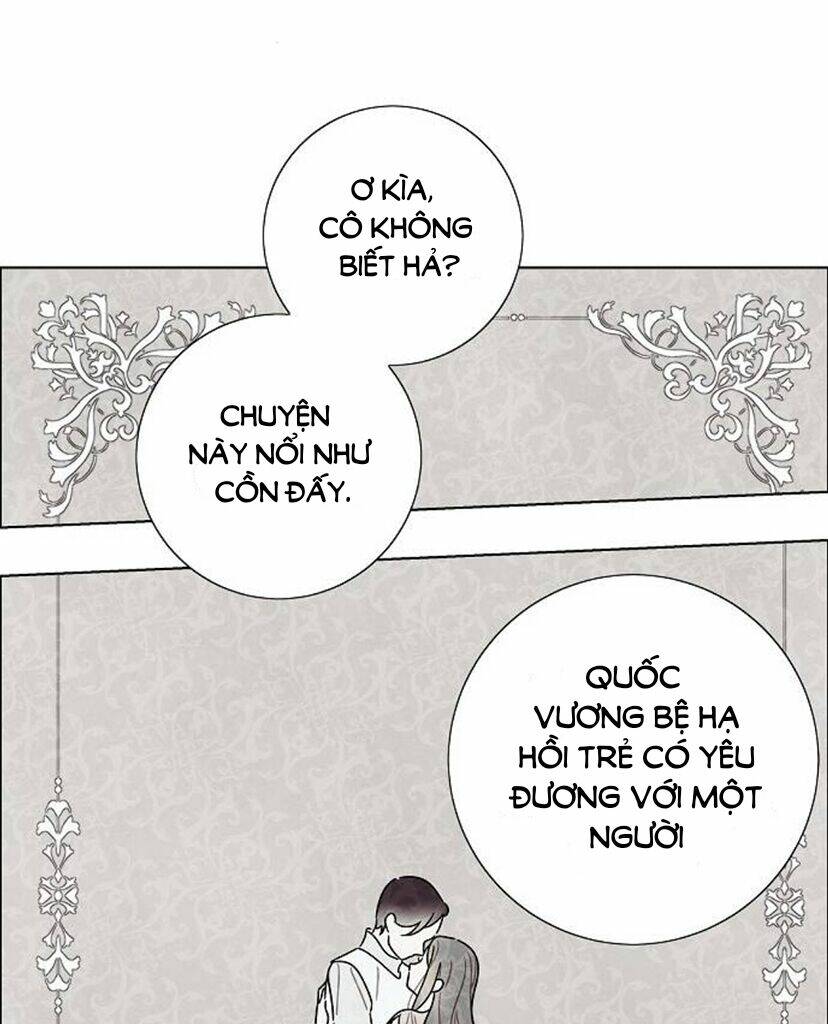 Ơ KÌA,
CÔ KHÔNG
BIẾT HẢ?
CHUYỆN
NÀY NỔI NHƯ
CỒN ĐẤY.
QUỐC
VƯƠNG BỆ HẠ
HỒI TRẺ CÓ YÊU
ĐƯƠNG VỚI MỘT
NGƯỜI